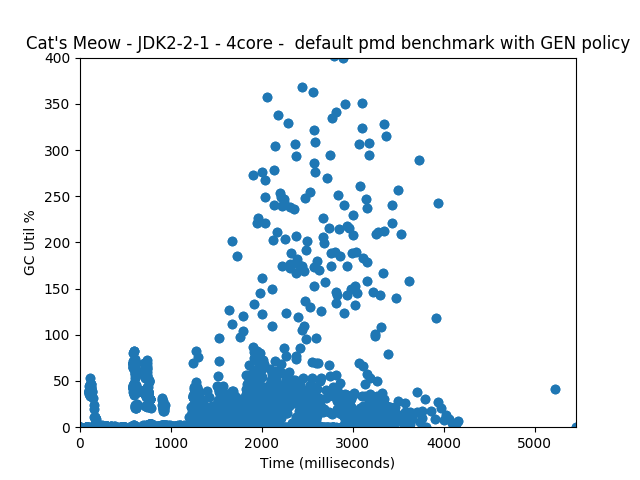 Cat's Meow - JDK2-2-1 - 4core -  default pmd benchmark with GEN policy
400
350
300
250
200
150
100
50
0
GC Util %
0 1000 2000 3000 4000 5000
Time (milliseconds)